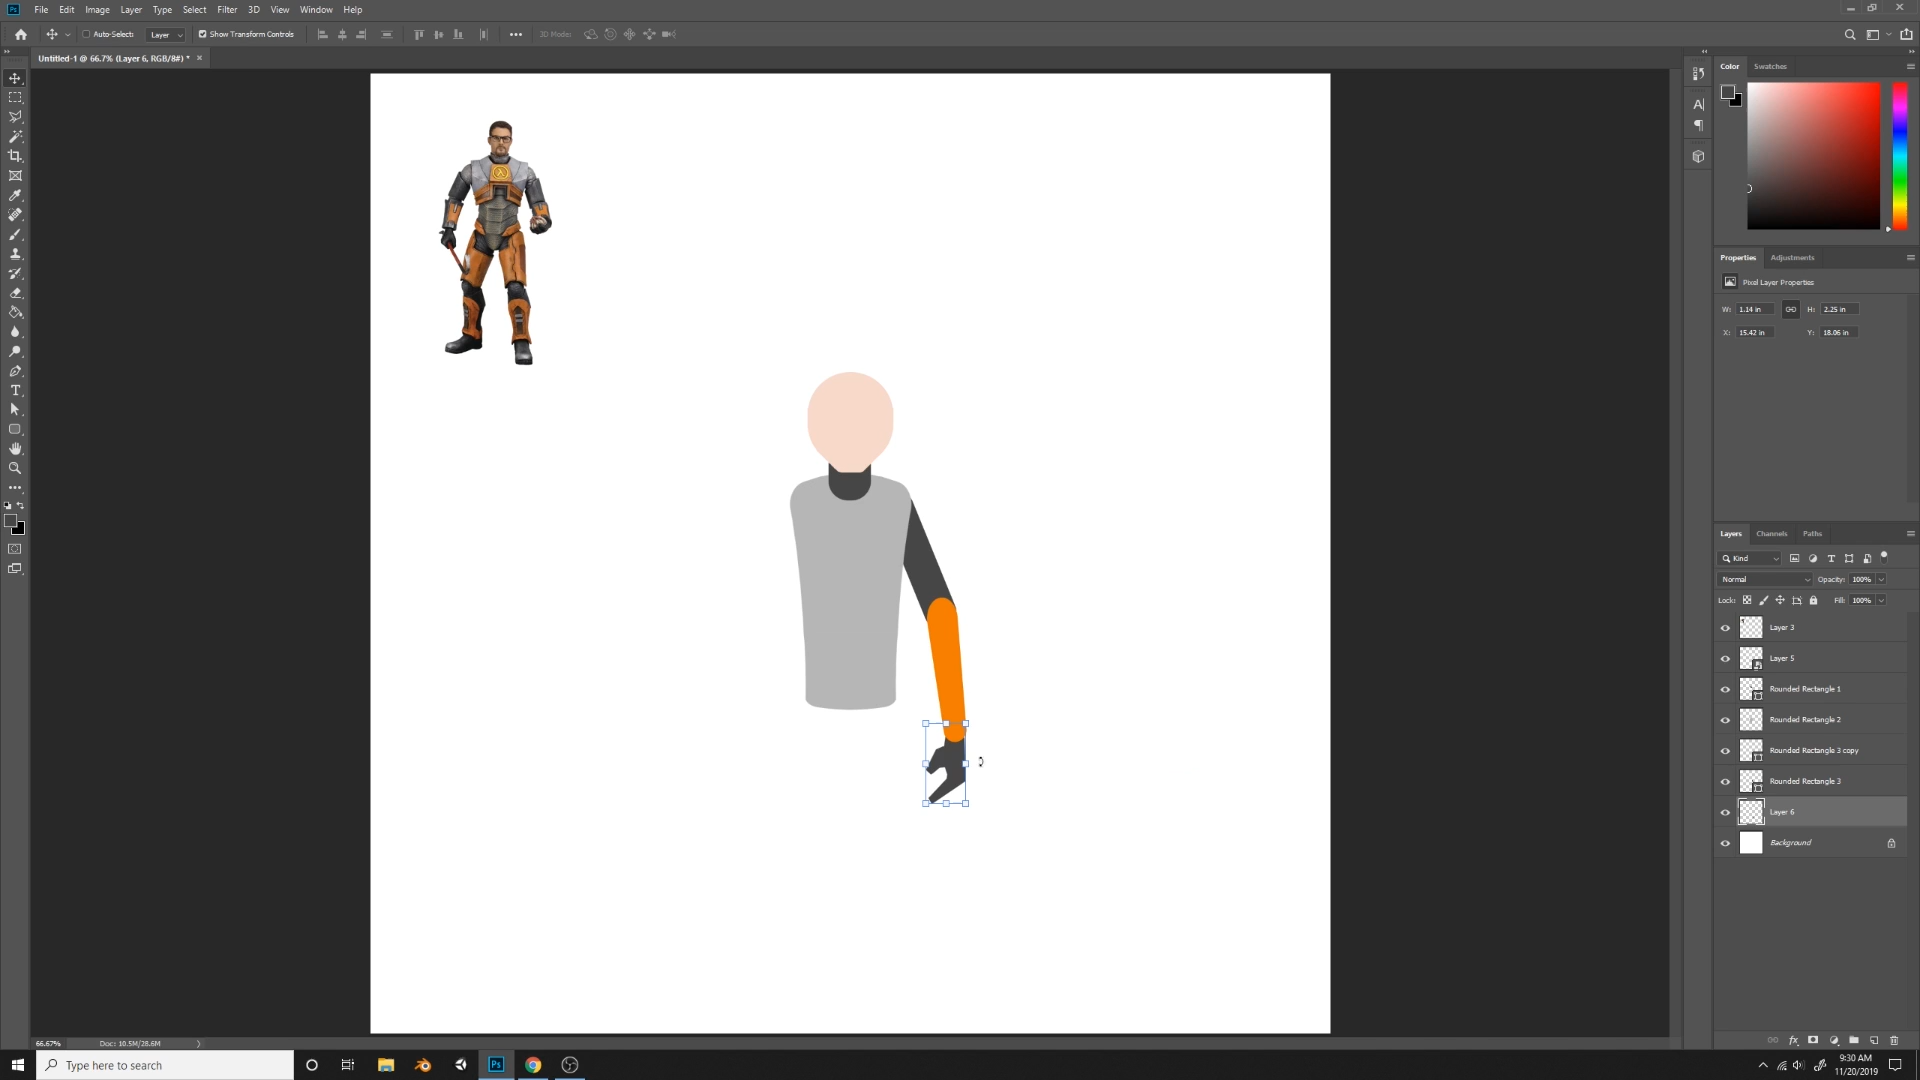 Ps File Edit Image Layer Type Select Filter 3D View Window Help
Auto-Select: Layer Show Transform Controls 3D Mode:
Untitled-1 @ 66.7% (Layer 6, RGB/8#) *
Color Swatches
Properties Adjustments
Pixel Layer Properties
W: 1.14 in H: 2.25 in
X: 15.42 in Y: 18.06 in
Layers Channels Paths
Kind
Normal Opacity: 100%
Lock: Fill: 100%
Layer 3
Layer 5
Rounded Rectangle 1
Rounded Rectangle 2
Rounded Rectangle 3 copy
Rounded Rectangle 3
Layer 6
Background
66.67% Doc: 10.5M/28.6M
Type here to search
Ps
9:30 AM
11/20/2019